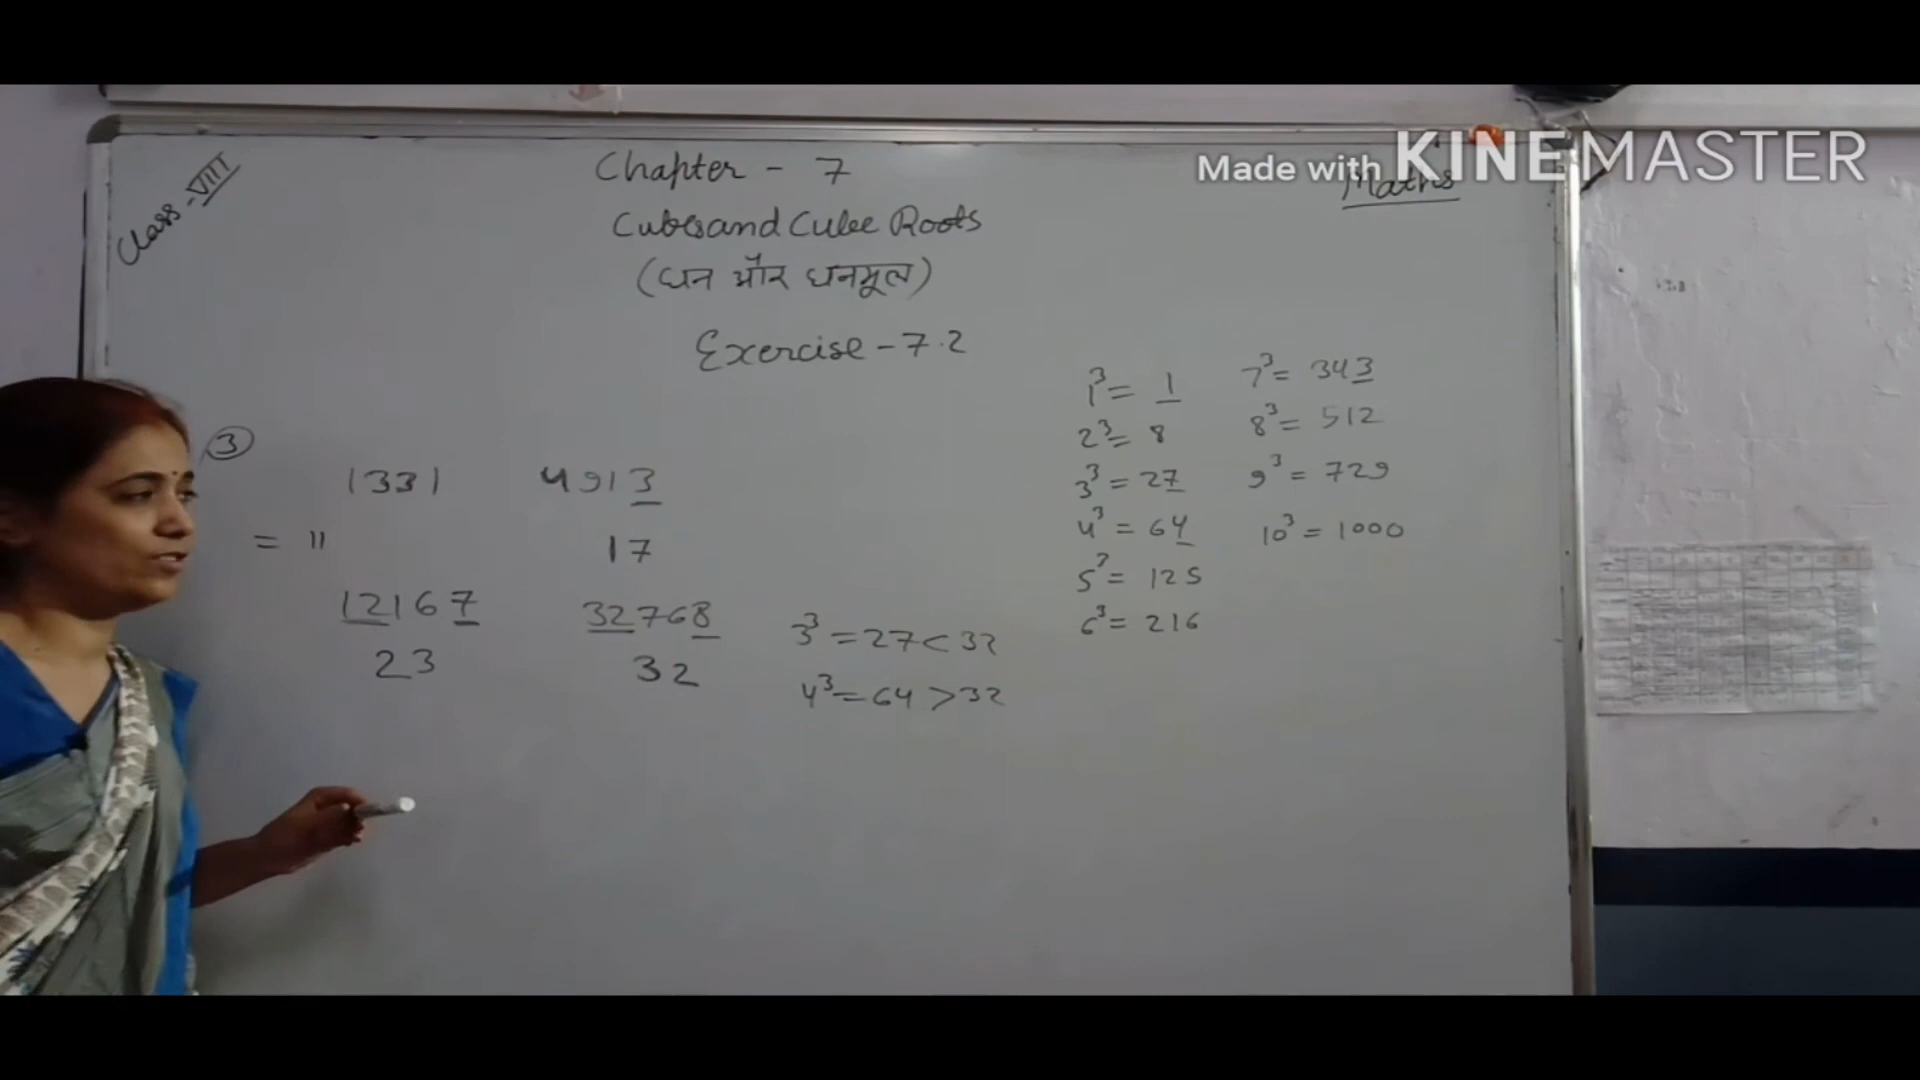 Made with KINEMASTER
Class-VIII
Chapter - 7
Maths
Cubes and Cube Roots
(घन और घनमूल)
Exercise - 7.2
3
1331 4913
= 11 17
12167 32768
23 32
3³ = 27 < 32
4³ = 64 > 32
1³ = 1
2³ = 8
3³ = 27
4³ = 64
5³ = 125
6³ = 216
7³ = 343
8³ = 512
9³ = 729
10³ = 1000